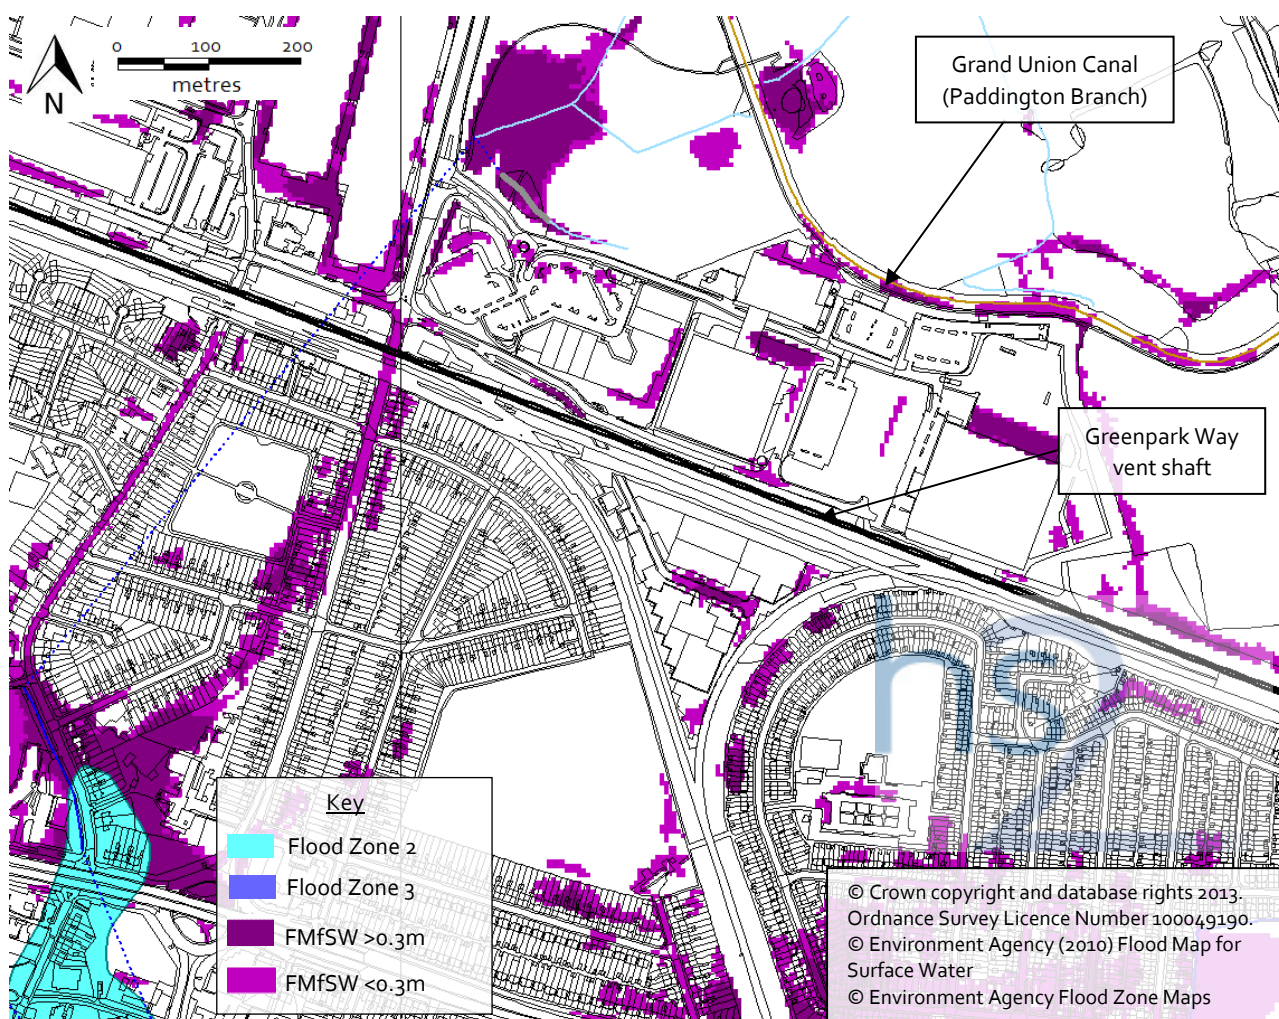 0 100 200
metres
N
Grand Union Canal
(Paddington Branch)
Greenpark Way
vent shaft
hs2
Key
Flood Zone 2
Flood Zone 3
FMfSW >0.3m
FMfSW <0.3m
© Crown copyright and database rights 2013.
Ordnance Survey Licence Number 100049190.
© Environment Agency (2010) Flood Map for
Surface Water
© Environment Agency Flood Zone Maps